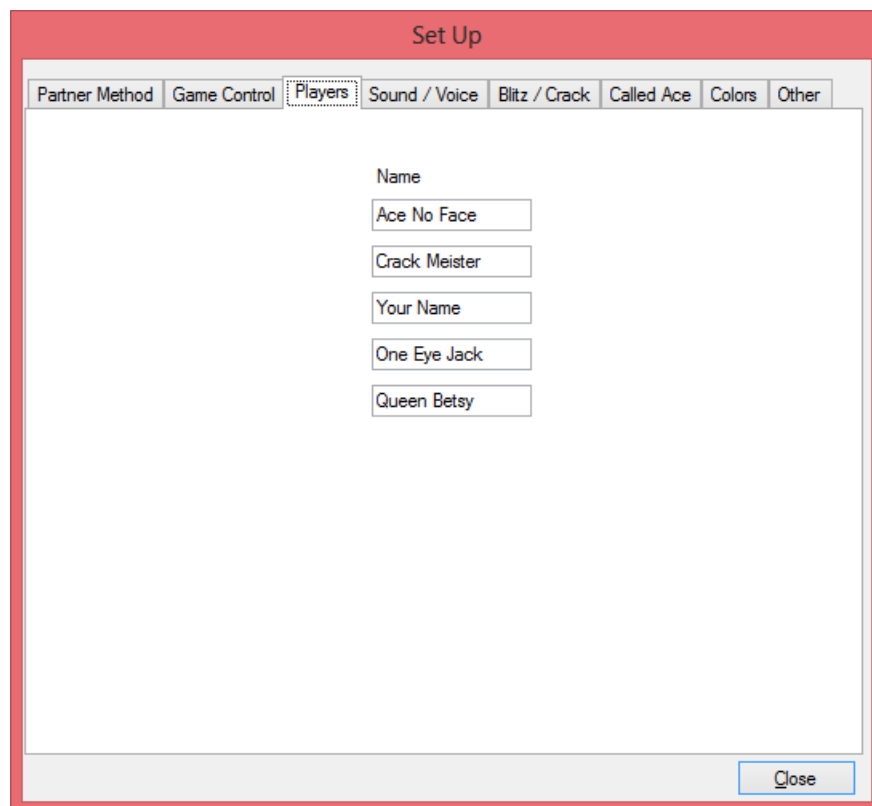 Set Up
Partner Method Game Control Players Sound / Voice Blitz / Crack Called Ace Colors Other
Name
Ace No Face
Crack Meister
Your Name
One Eye Jack
Queen Betsy
Close